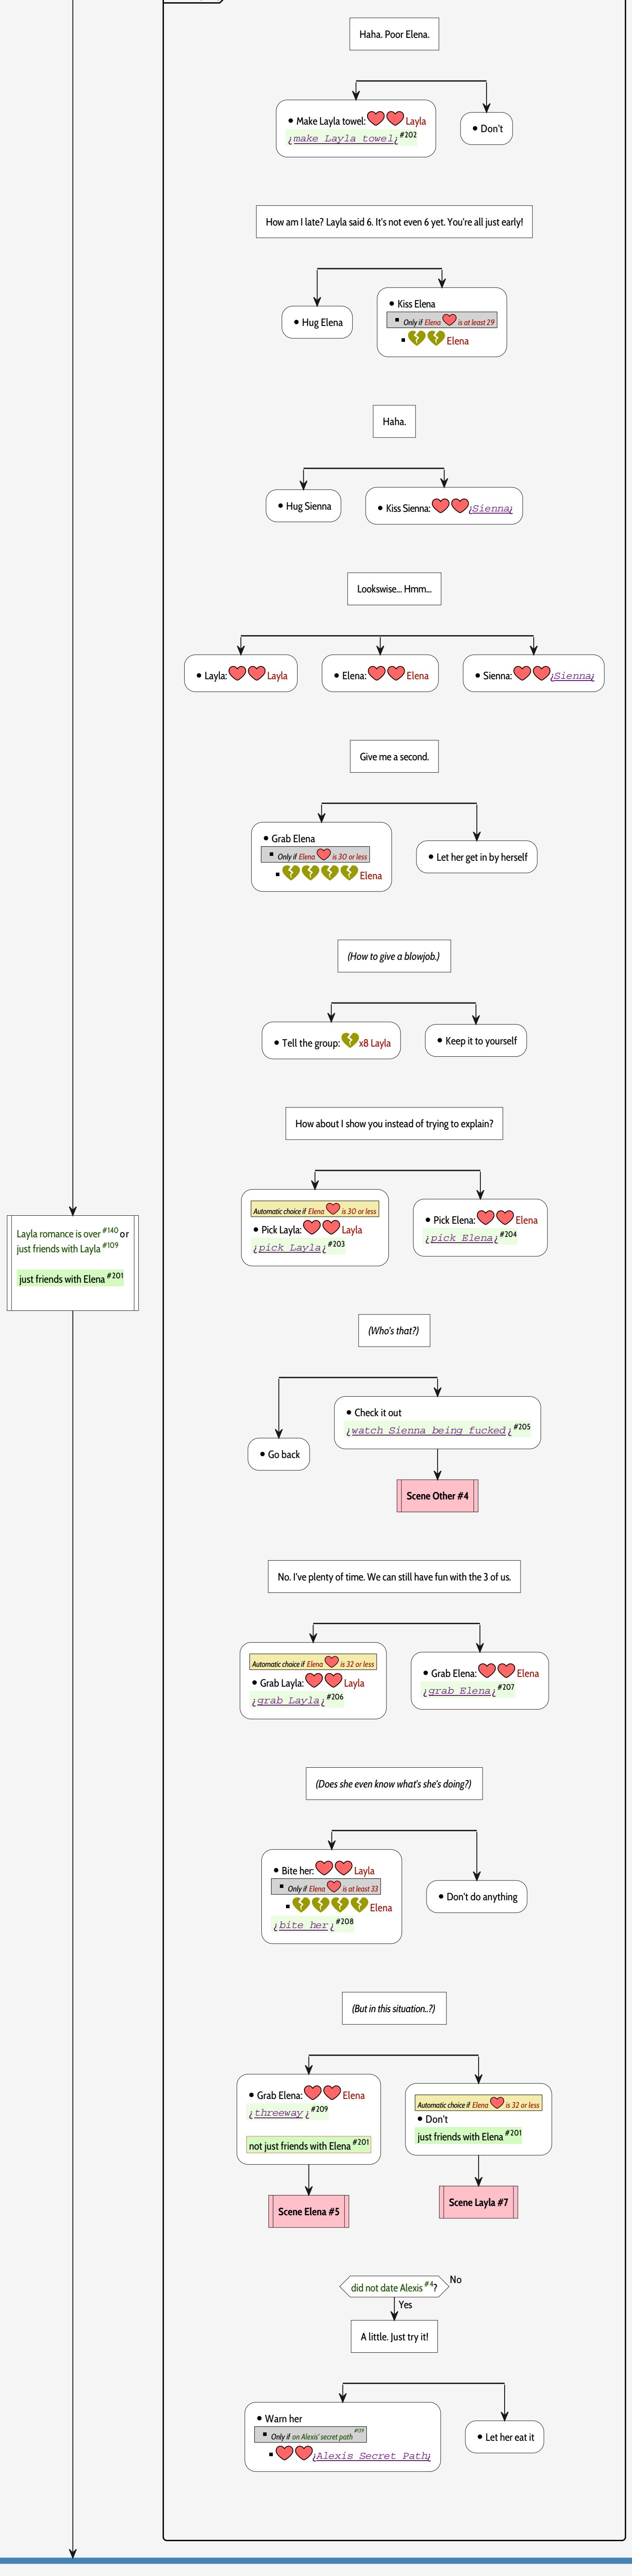 Haha. Poor Elena.
• Make Layla towel: Layla
¿make Layla towel¿ #202
• Don't
How am I late? Layla said 6. It's not even 6 yet. You're all just early!
• Hug Elena
• Kiss Elena
▪ Only if Elena is at least 29
▪ Elena
Haha.
• Hug Sienna
• Kiss Sienna: ¿Sienna¿
Lookswise... Hmm...
• Layla: Layla
• Elena: Elena
• Sienna: ¿Sienna¿
Give me a second.
• Grab Elena
▪ Only if Elena is 30 or less
▪ Elena
• Let her get in by herself
(How to give a blowjob.)
• Tell the group: x8 Layla
• Keep it to yourself
How about I show you instead of trying to explain?
Automatic choice if Elena is 30 or less
• Pick Layla: Layla
¿pick Layla¿ #203
• Pick Elena: Elena
¿pick Elena¿ #204
Layla romance is over #140 or
just friends with Layla #109
just friends with Elena #201
(Who's that?)
• Go back
• Check it out
¿watch Sienna being fucked¿ #205
Scene Other #4
No. I've plenty of time. We can still have fun with the 3 of us.
Automatic choice if Elena is 32 or less
• Grab Layla: Layla
¿grab Layla¿ #206
• Grab Elena: Elena
¿grab Elena¿ #207
(Does she even know what's she's doing?)
• Bite her: Layla
▪ Only if Elena is at least 33
▪ Elena
¿bite her¿ #208
• Don't do anything
(But in this situation..?)
• Grab Elena: Elena
¿threeway¿ #209
not just friends with Elena #201
Scene Elena #5
Automatic choice if Elena is 32 or less
• Don't
just friends with Elena #201
Scene Layla #7
did not date Alexis #4?
No
Yes
A little. Just try it!
• Warn her
▪ Only if on Alexis' secret path #139
▪ ¿Alexis Secret Path¿
• Let her eat it